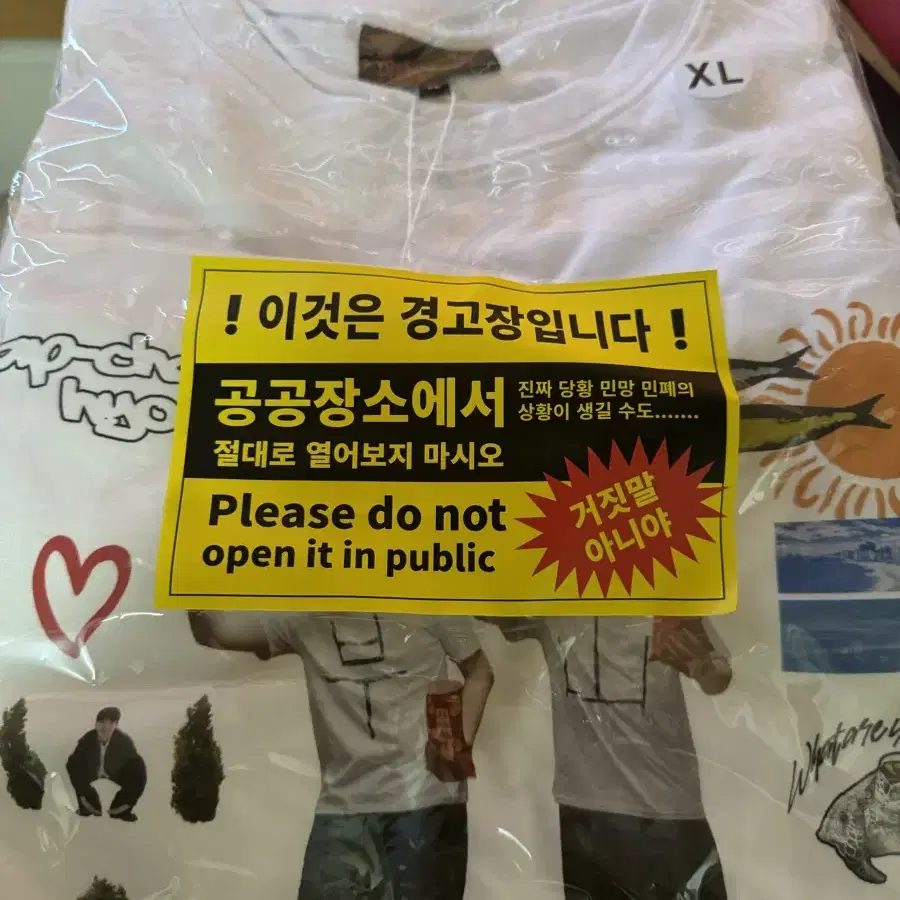 XL
! 이것은 경고장입니다 !
공공장소에서
진짜 당황 민망 민폐의
상황이 생길 수도.......
절대로 열어보지 마시오
Please do not
open it in public
거짓말
아니야